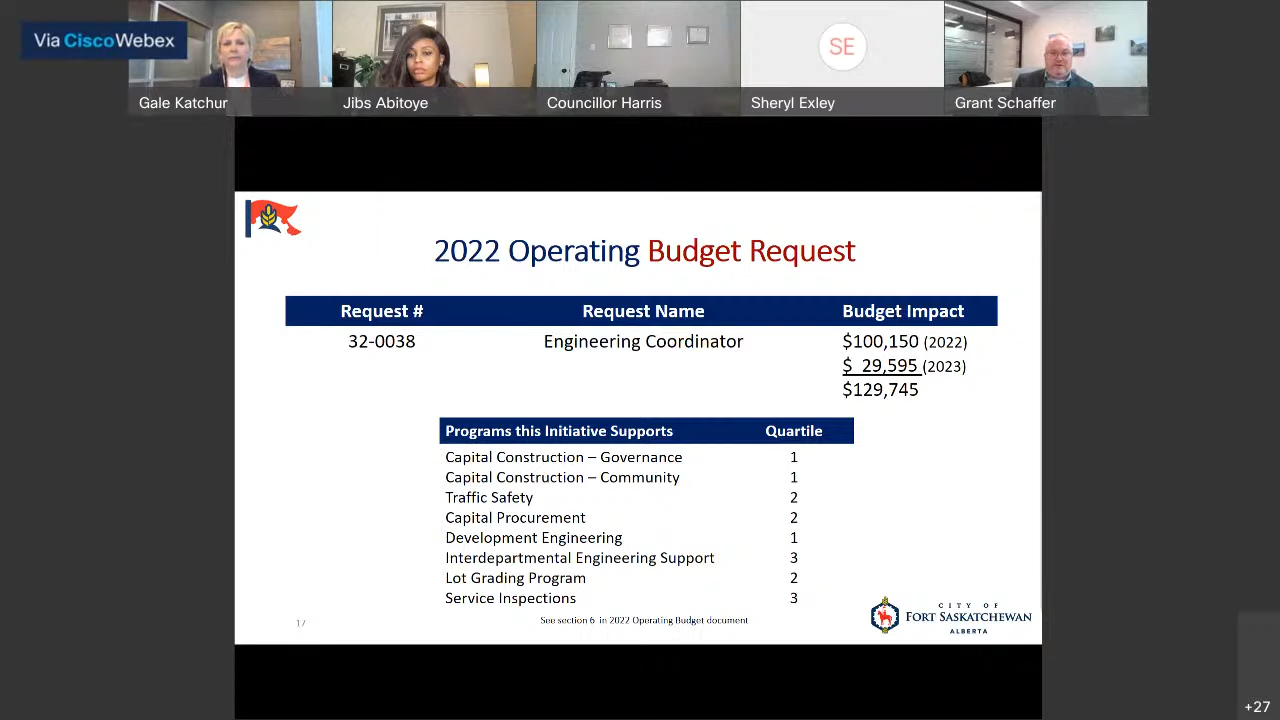 Via CiscoWebex
SE
Gale Katchur
Jibs Abitoye
Councillor Harris
Sheryl Exley
Grant Schaffer
2022 Operating Budget Request
Request # Request Name Budget Impact
32-0038 Engineering Coordinator $100,150 (2022)
$ 29,595 (2023)
$129,745
Programs this Initiative Supports Quartile
Capital Construction – Governance 1
Capital Construction – Community 1
Traffic Safety 2
Capital Procurement 2
Development Engineering 1
Interdepartmental Engineering Support 3
Lot Grading Program 2
Service Inspections 3
17
See section 6 in 2022 Operating Budget document
CITY OF
FORT SASKATCHEWAN
ALBERTA
+27